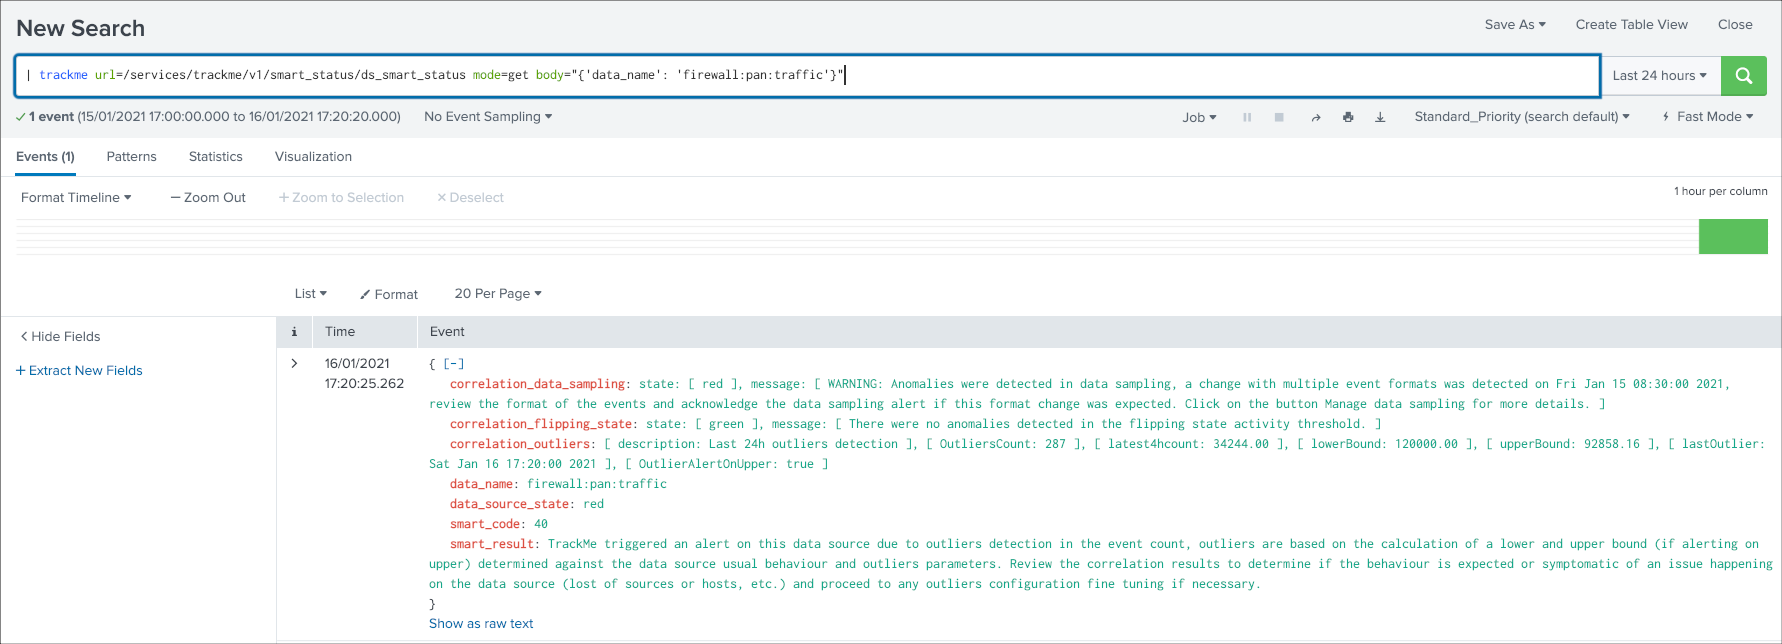 New Search
Save As ▾ Create Table View Close
| trackme url=/services/trackme/v1/smart_status/ds_smart_status mode=get body="{'data_name': 'firewall:pan:traffic'}"
Last 24 hours ▾
✓ 1 event (15/01/2021 17:00:00.000 to 16/01/2021 17:20:20.000) No Event Sampling ▾
Job ▾ Standard_Priority (search default) ▾ Fast Mode ▾
Events (1) Patterns Statistics Visualization
Format Timeline ▾ — Zoom Out + Zoom to Selection × Deselect
1 hour per column
List ▾ Format 20 Per Page ▾
< Hide Fields
+ Extract New Fields
i Time Event
> 16/01/2021
17:20:25.262
{ [-]
correlation_data_sampling: state: [ red ], message: [ WARNING: Anomalies were detected in data sampling, a change with multiple event formats was detected on Fri Jan 15 08:30:00 2021,
review the format of the events and acknowledge the data sampling alert if this format change was expected. Click on the button Manage data sampling for more details. ]
correlation_flipping_state: state: [ green ], message: [ There were no anomalies detected in the flipping state activity threshold. ]
correlation_outliers: [ description: Last 24h outliers detection ], [ OutliersCount: 287 ], [ latest4hcount: 34244.00 ], [ lowerBound: 120000.00 ], [ upperBound: 92858.16 ], [ lastOutlier:
Sat Jan 16 17:20:00 2021 ], [ OutlierAlertOnUpper: true ]
data_name: firewall:pan:traffic
data_source_state: red
smart_code: 40
smart_result: TrackMe triggered an alert on this data source due to outliers detection in the event count, outliers are based on the calculation of a lower and upper bound (if alerting on
upper) determined against the data source usual behaviour and outliers parameters. Review the correlation results to determine if the behaviour is expected or symptomatic of an issue happening
on the data source (lost of sources or hosts, etc.) and proceed to any outliers configuration fine tuning if necessary.
}
Show as raw text